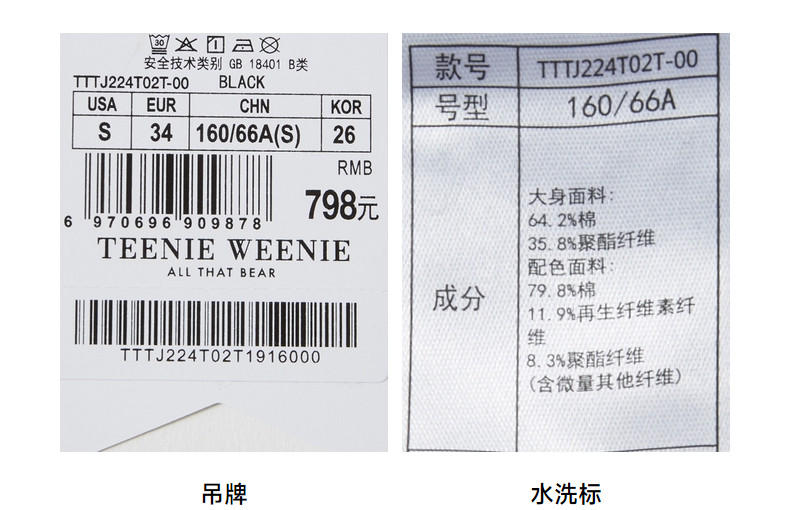 30
安全技术类别 GB 18401 B类
TTTJ224T02T-00 BLACK
USA EUR CHN KOR
S 34 160/66A(S) 26
RMB
798元
6 970696 909878
TEENIE WEENIE
ALL THAT BEAR
TTTJ224T02T1916000
吊牌
款号 TTTJ224T02T-00
号型 160/66A
成分
大身面料:
64.2%棉
35.8%聚酯纤维
配色面料:
79.8%棉
11.9%再生纤维素纤
维
8.3%聚酯纤维
(含微量其他纤维)
水洗标